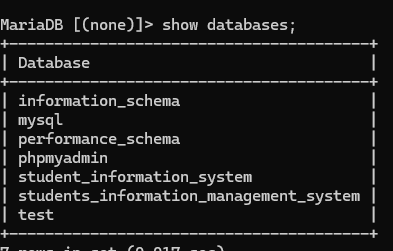 MariaDB [(none)]> show databases;
+------------------------------------+
| Database                           |
+------------------------------------+
| information_schema                 |
| mysql                              |
| performance_schema                 |
| phpmyadmin                         |
| student_information_system         |
| students_information_management_system |
| test                               |
+------------------------------------+
7 rows in set (0.017 sec)